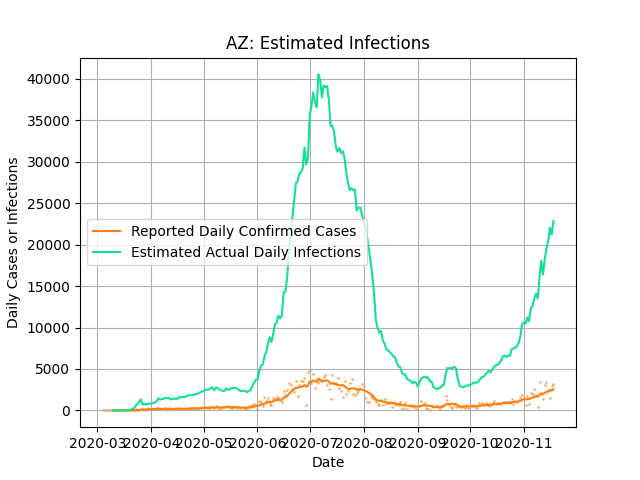 AZ: Estimated Infections
Daily Cases or Infections
40000
35000
30000
25000
20000
15000
10000
5000
0
Reported Daily Confirmed Cases
Estimated Actual Daily Infections
2020-03 2020-04 2020-05 2020-06 2020-07 2020-08 2020-09 2020-10 2020-11
Date